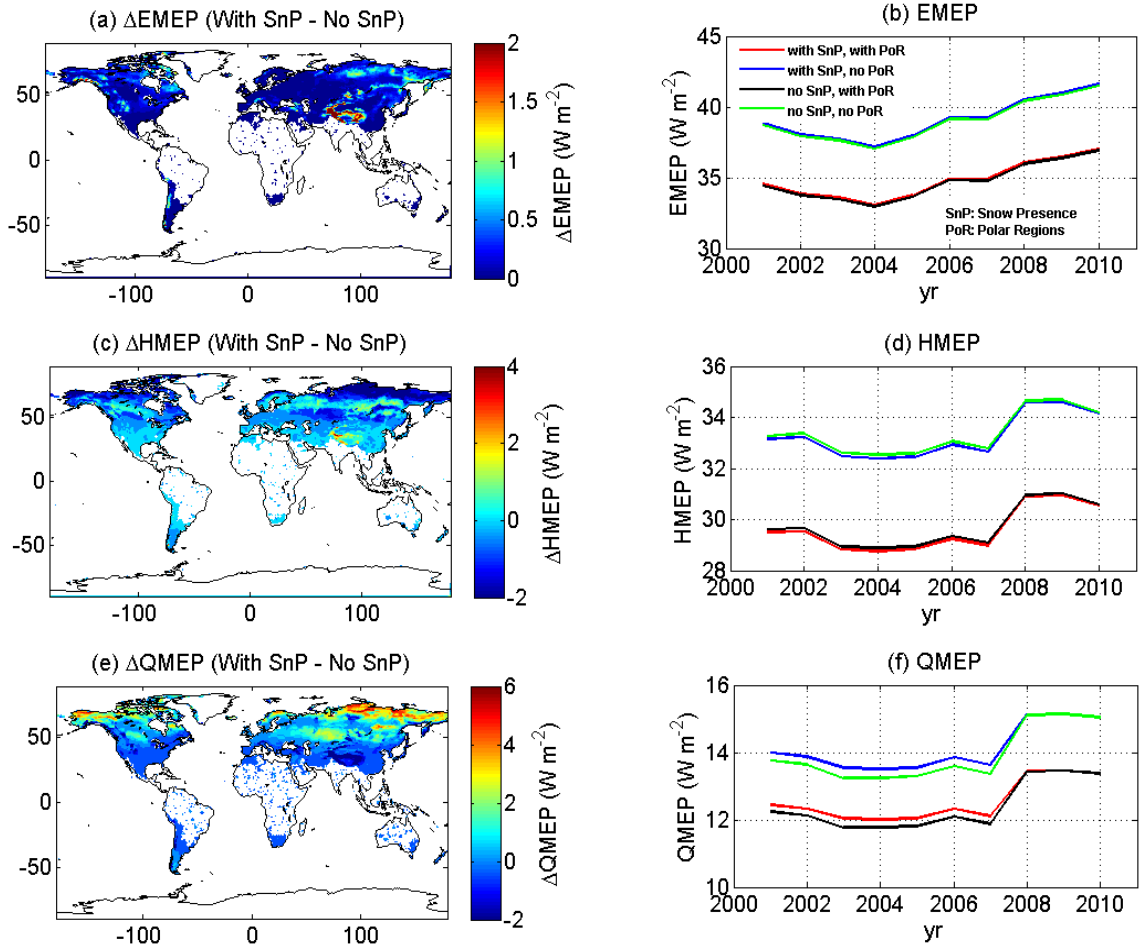 (a) ΔEMEP (With SnP - No SnP)
50
0
-50
-100
0
100
2
1.5
1
0.5
0
ΔEMEP (W m⁻²)
(b) EMEP
45
40
35
30
EMEP (W m⁻²)
with SnP, with PoR
with SnP, no PoR
no SnP, with PoR
no SnP, no PoR
SnP: Snow Presence
PoR: Polar Regions
2000 2002 2004 2006 2008 2010
yr
(c) ΔHMEP (With SnP - No SnP)
50
0
-50
-100
0
100
4
2
0
-2
ΔHMEP (W m⁻²)
(d) HMEP
36
34
32
30
28
HMEP (W m⁻²)
2000 2002 2004 2006 2008 2010
yr
(e) ΔQMEP (With SnP - No SnP)
50
0
-50
-100
0
100
6
4
2
0
-2
ΔQMEP (W m⁻²)
(f) QMEP
16
14
12
10
QMEP (W m⁻²)
2000 2002 2004 2006 2008 2010
yr